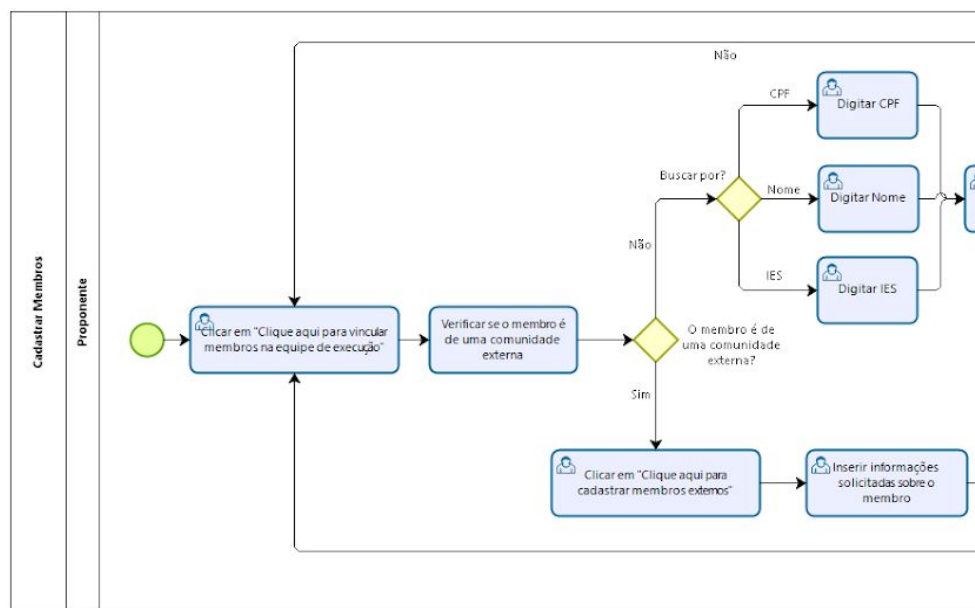 Cadastrar Membros
Proponente
Não
CPF
Digitar CPF
Buscar por?
Nome
Digitar Nome
Não
IES
Digitar IES
Clicar em "Clique aqui para vincular
membros na equipe de execução"
Verificar se o membro é
de uma comunidade
externa
O membro é de
uma comunidade
externa?
Sim
Clicar em "Clique aqui para
cadastrar membros externos"
Inserir informações
solicitadas sobre o
membro